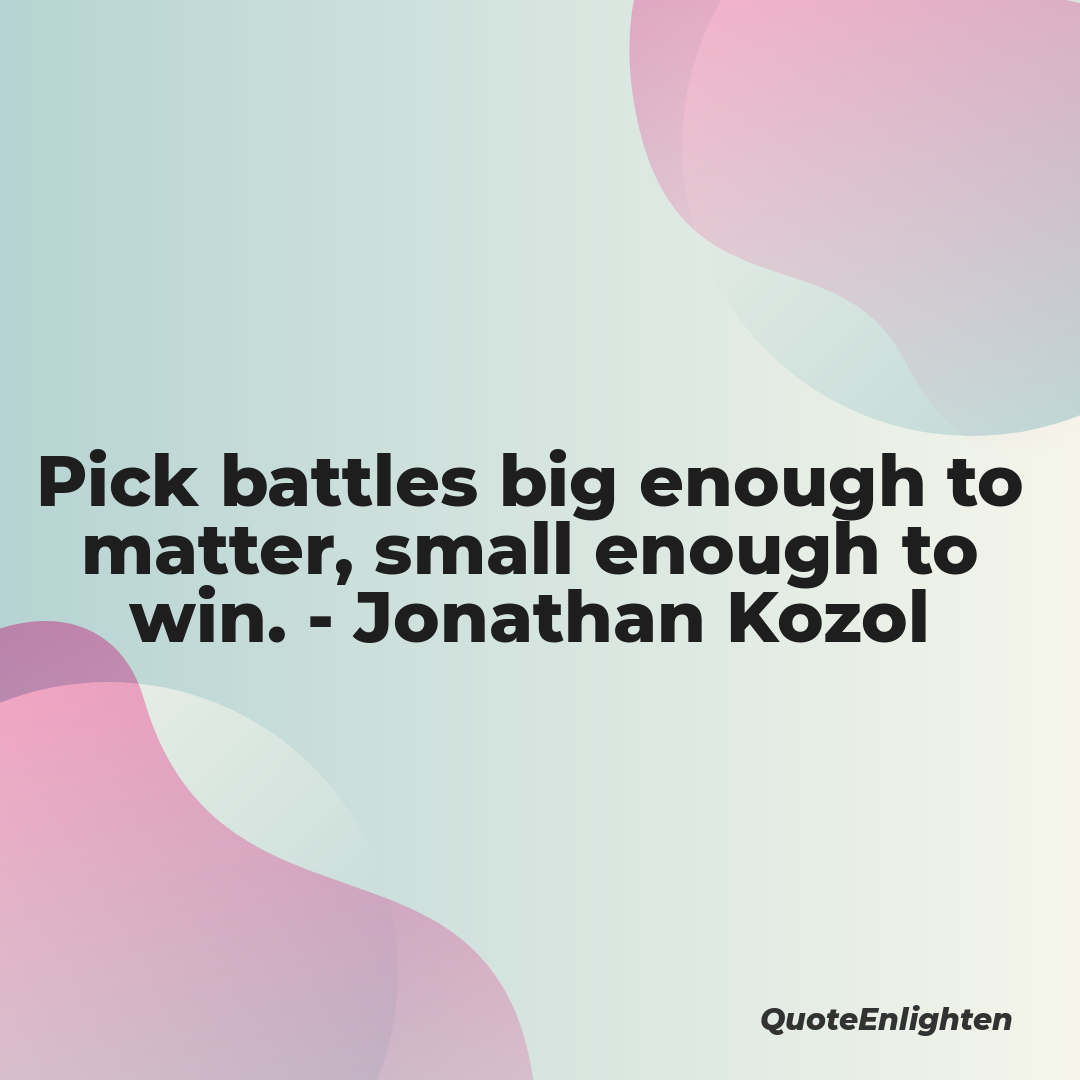 Pick battles big enough to
matter, small enough to
win. - Jonathan Kozol
QuoteEnlighten